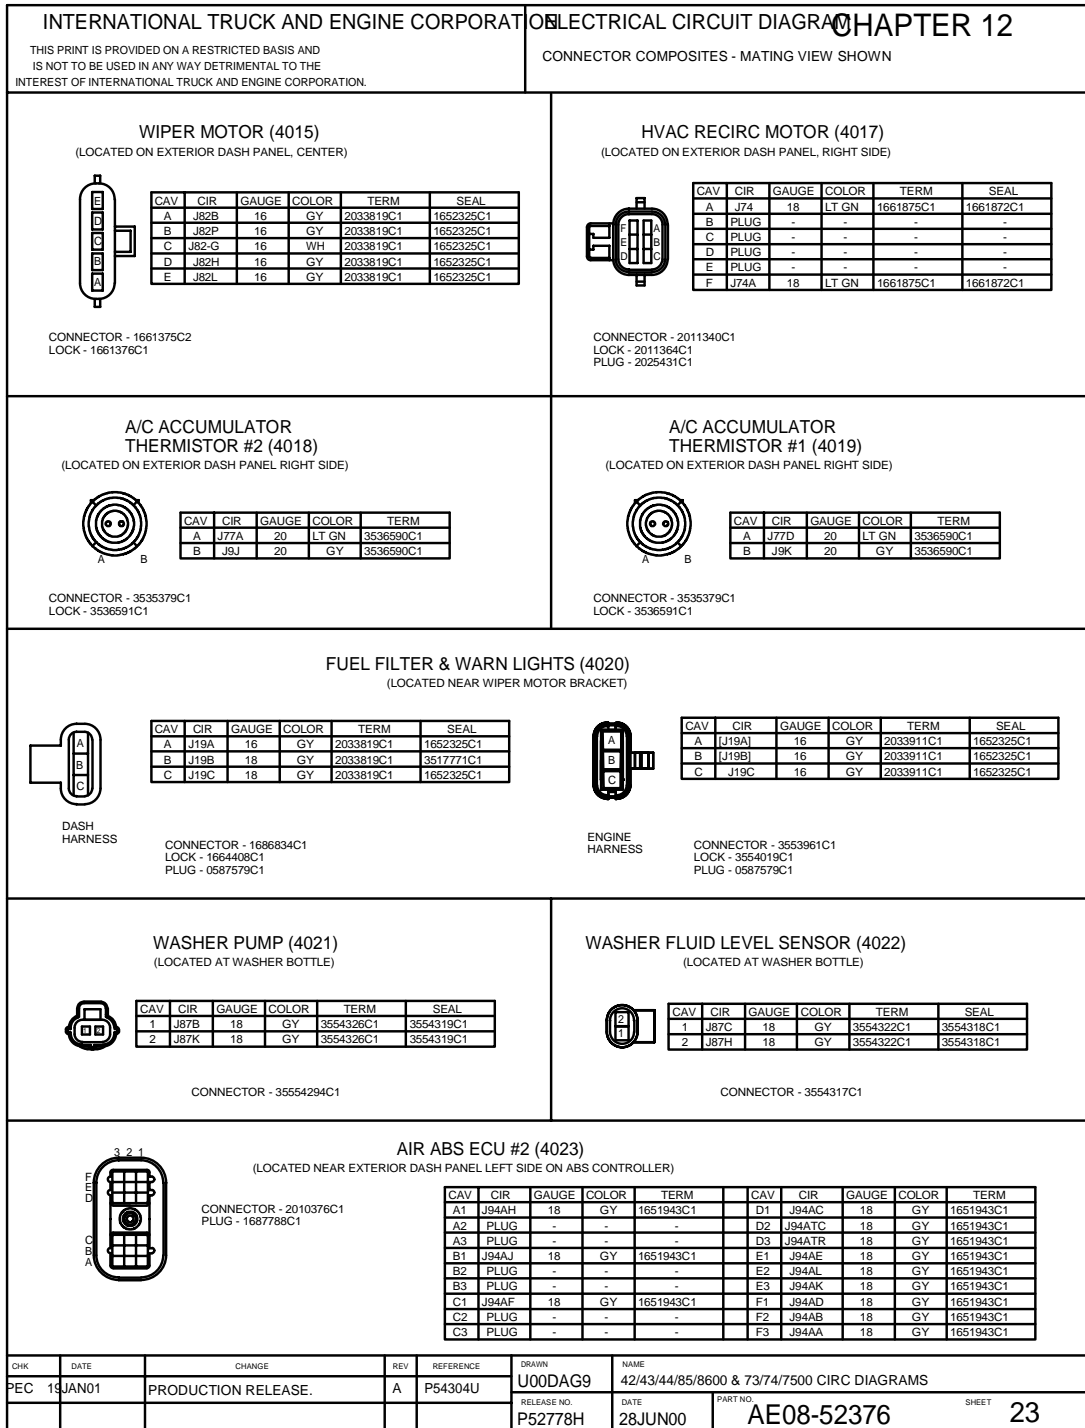 INTERNATIONAL TRUCK AND ENGINE CORPORATION
THIS PRINT IS PROVIDED ON A RESTRICTED BASIS AND
IS NOT TO BE USED IN ANY WAY DETRIMENTAL TO THE
INTEREST OF INTERNATIONAL TRUCK AND ENGINE CORPORATION.
ELECTRICAL CIRCUIT DIAGRAM
CHAPTER 12
CONNECTOR COMPOSITES - MATING VIEW SHOWN
WIPER MOTOR (4015)
(LOCATED ON EXTERIOR DASH PANEL, CENTER)
E
D
C
B
A
CAV CIR GAUGE COLOR TERM SEAL
A J82B 16 GY 2033819C1 1652325C1
B J82P 16 GY 2033819C1 1652325C1
C J82-G 16 WH 2033819C1 1652325C1
D J82H 16 GY 2033819C1 1652325C1
E J82L 16 GY 2033819C1 1652325C1
CONNECTOR - 1661375C2
LOCK - 1661376C1
HVAC RECIRC MOTOR (4017)
(LOCATED ON EXTERIOR DASH PANEL, RIGHT SIDE)
F A
E B
D C
CAV CIR GAUGE COLOR TERM SEAL
A J74 18 LT GN 1661875C1 1661872C1
B PLUG - - - -
C PLUG - - - -
D PLUG - - - -
E PLUG - - - -
F J74A 18 LT GN 1661875C1 1661872C1
CONNECTOR - 2011340C1
LOCK - 2011364C1
PLUG - 2025431C1
A/C ACCUMULATOR
THERMISTOR #2 (4018)
(LOCATED ON EXTERIOR DASH PANEL RIGHT SIDE)
A B
CAV CIR GAUGE COLOR TERM
A J77A 20 LT GN 3536590C1
B J9J 20 GY 3536590C1
CONNECTOR - 3535379C1
LOCK - 3536591C1
A/C ACCUMULATOR
THERMISTOR #1 (4019)
(LOCATED ON EXTERIOR DASH PANEL RIGHT SIDE)
A B
CAV CIR GAUGE COLOR TERM
A J77D 20 LT GN 3536590C1
B J9K 20 GY 3536590C1
CONNECTOR - 3535379C1
LOCK - 3536591C1
FUEL FILTER & WARN LIGHTS (4020)
(LOCATED NEAR WIPER MOTOR BRACKET)
A
B
C
DASH
HARNESS
CAV CIR GAUGE COLOR TERM SEAL
A J19A 16 GY 2033819C1 1652325C1
B J19B 18 GY 2033819C1 3517771C1
C J19C 18 GY 2033819C1 1652325C1
CONNECTOR - 1686834C1
LOCK - 1664408C1
PLUG - 0587579C1
A
B
C
ENGINE
HARNESS
CAV CIR GAUGE COLOR TERM SEAL
A [J19A] 16 GY 2033911C1 1652325C1
B [J19B] 16 GY 2033911C1 1652325C1
C J19C 16 GY 2033911C1 1652325C1
CONNECTOR - 3553961C1
LOCK - 3554019C1
PLUG - 0587579C1
WASHER PUMP (4021)
(LOCATED AT WASHER BOTTLE)
CAV CIR GAUGE COLOR TERM SEAL
1 J87B 18 GY 3554326C1 3554319C1
2 J87K 18 GY 3554326C1 3554319C1
CONNECTOR - 35554294C1
WASHER FLUID LEVEL SENSOR (4022)
(LOCATED AT WASHER BOTTLE)
2
1
CAV CIR GAUGE COLOR TERM SEAL
1 J87C 18 GY 3554322C1 3554318C1
2 J87H 18 GY 3554322C1 3554318C1
CONNECTOR - 3554317C1
AIR ABS ECU #2 (4023)
(LOCATED NEAR EXTERIOR DASH PANEL LEFT SIDE ON ABS CONTROLLER)
3 2 1
F
E
D
C
B
A
CONNECTOR - 2010376C1
PLUG - 1687788C1
CAV CIR GAUGE COLOR TERM CAV CIR GAUGE COLOR TERM
A1 J94AH 18 GY 1651943C1 D1 J94AC 18 GY 1651943C1
A2 PLUG - - - D2 J94ATC 18 GY 1651943C1
A3 PLUG - - - D3 J94ATR 18 GY 1651943C1
B1 J94AJ 18 GY 1651943C1 E1 J94AE 18 GY 1651943C1
B2 PLUG - - - E2 J94AL 18 GY 1651943C1
B3 PLUG - - - E3 J94AK 18 GY 1651943C1
C1 J94AF 18 GY 1651943C1 F1 J94AD 18 GY 1651943C1
C2 PLUG - - - F2 J94AB 18 GY 1651943C1
C3 PLUG - - - F3 J94AA 18 GY 1651943C1
CHK DATE CHANGE REV REFERENCE
PEC 19JAN01 PRODUCTION RELEASE. A P54304U
DRAWN
U00DAG9
NAME
42/43/44/85/8600 & 73/74/7500 CIRC DIAGRAMS
RELEASE NO.
P52778H
DATE
28JUN00
PART NO.
AE08-52376
SHEET
23